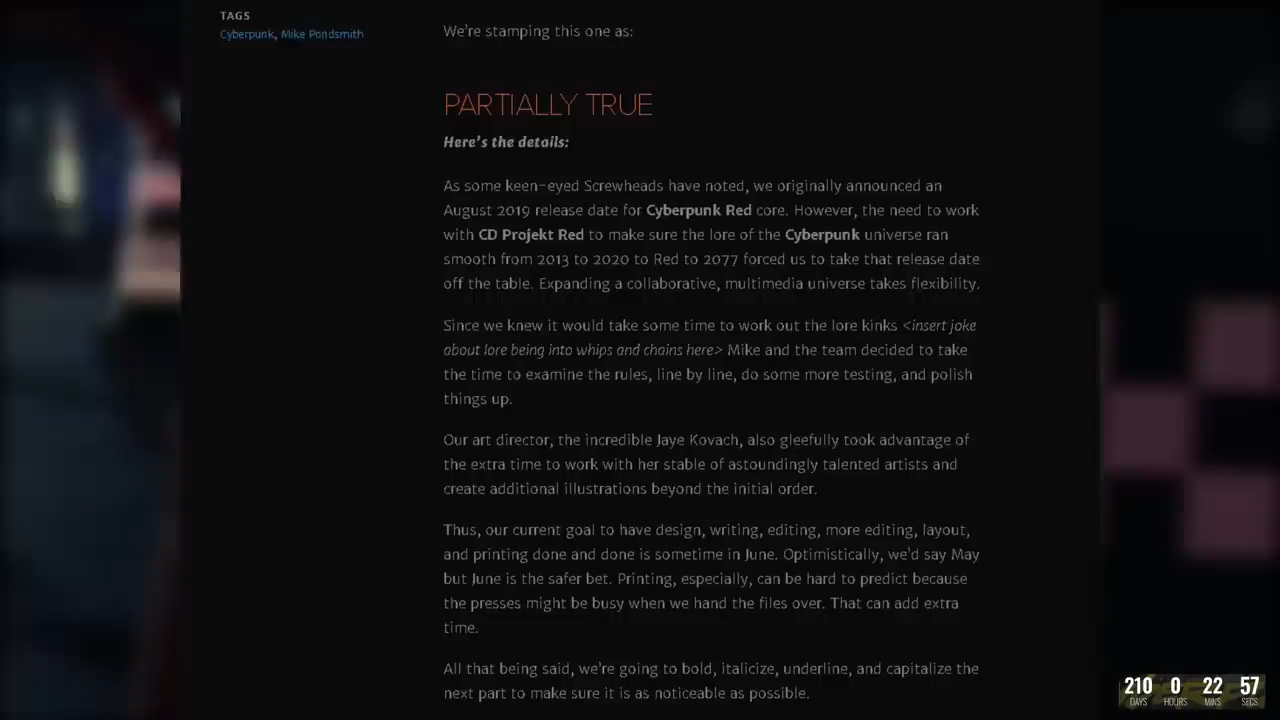 TAGS
Cyberpunk, Mike Pondsmith
We're stamping this one as:
PARTIALLY TRUE
Here's the details:
As some keen-eyed Screwheads have noted, we originally announced an
August 2019 release date for Cyberpunk Red core. However, the need to work
with CD Projekt Red to make sure the lore of the Cyberpunk universe ran
smooth from 2013 to 2020 to Red to 2077 forced us to take that release date
off the table. Expanding a collaborative, multimedia universe takes flexibility.
Since we knew it would take some time to work out the lore kinks <insert joke
about lore being into whips and chains here> Mike and the team decided to take
the time to examine the rules, line by line, do some more testing, and polish
things up.
Our art director, the incredible Jaye Kovach, also gleefully took advantage of
the extra time to work with her stable of astoundingly talented artists and
create additional illustrations beyond the initial order.
Thus, our current goal to have design, writing, editing, more editing, layout,
and printing done and done is sometime in June. Optimistically, we'd say May
but June is the safer bet. Printing, especially, can be hard to predict because
the presses might be busy when we hand the files over. That can add extra
time.
All that being said, we're going to bold, italicize, underline, and capitalize the
next part to make sure it is as noticeable as possible.
210 0 22 57
DAYS HOURS MINS SECS